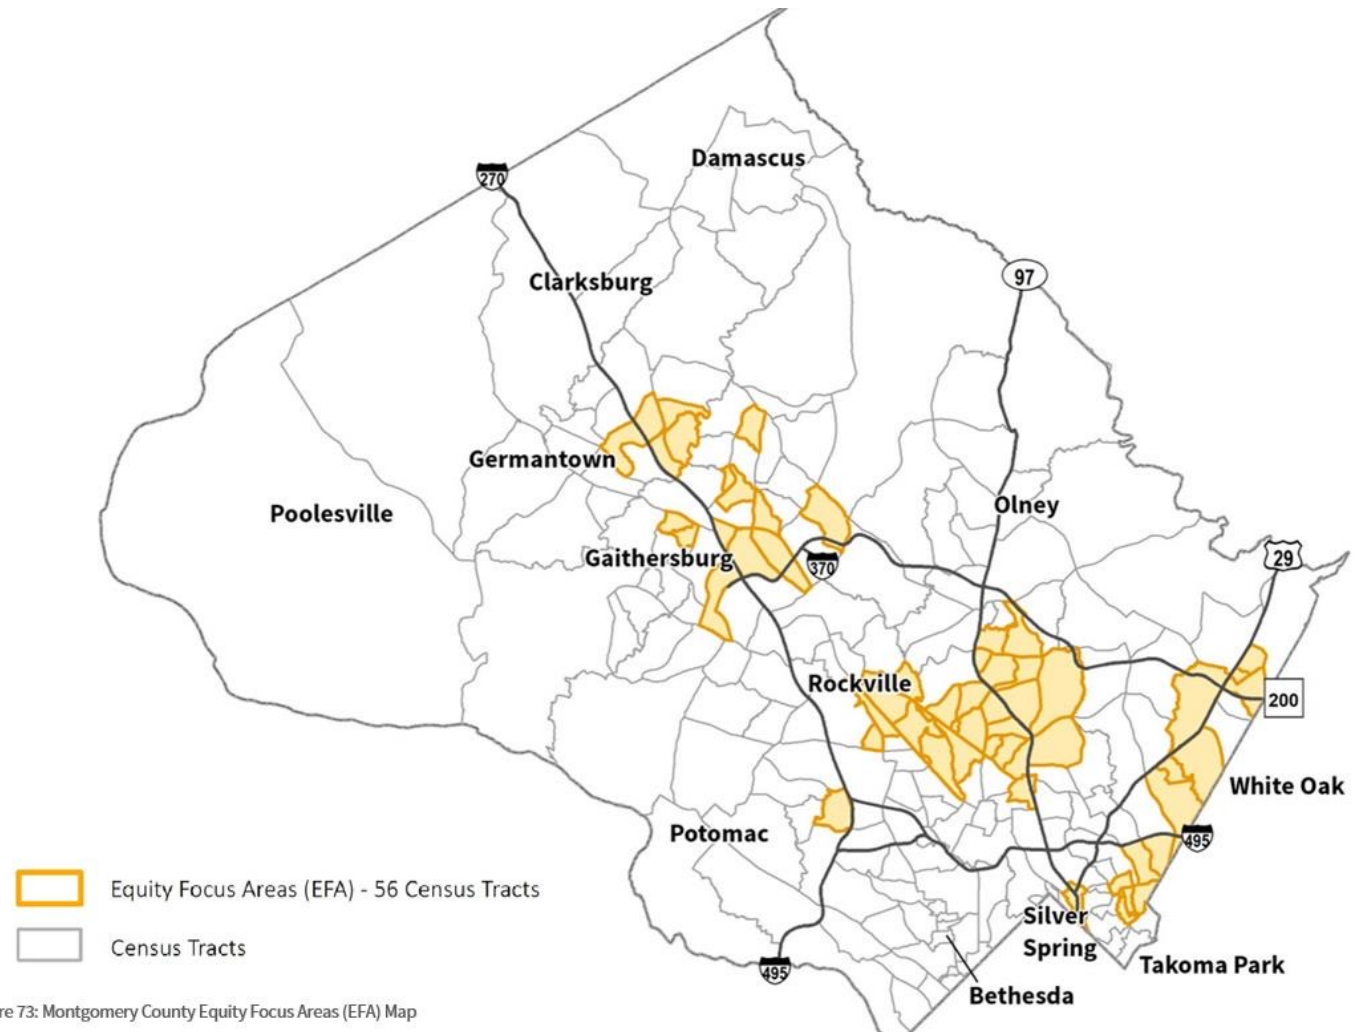 Damascus
270
Clarksburg
97
Germantown
Poolesville
Olney
Gaithersburg
370
29
Rockville
200
White Oak
Potomac
495
Equity Focus Areas (EFA) - 56 Census Tracts
Silver
Spring
Census Tracts
Takoma Park
495
Bethesda
re 73: Montgomery County Equity Focus Areas (EFA) Map